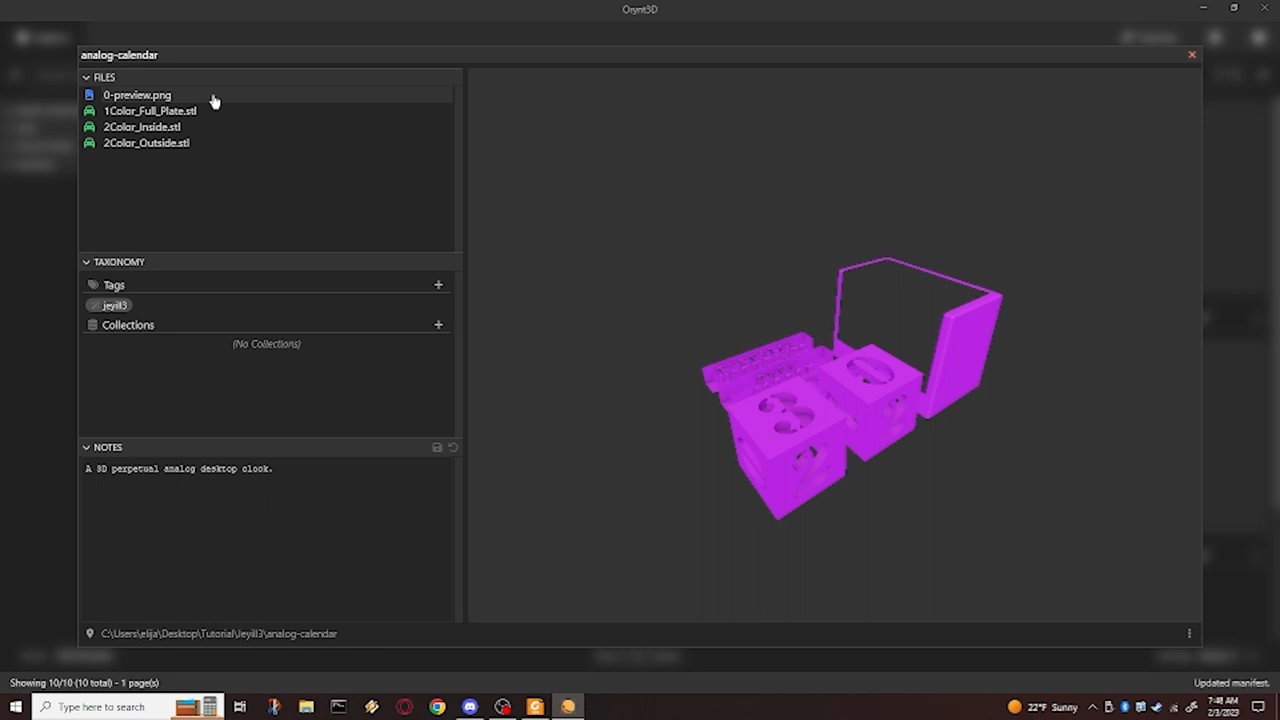 Orynt3D
analog-calendar
FILES
0-preview.png
1Color_Full_Plate.stl
2Color_Inside.stl
2Color_Outside.stl
TAXONOMY
Tags
jeyill3
Collections
(No Collections)
NOTES
A 3D perpetual analog desktop clock.
C:\Users\elija\Desktop\Tutorial\Jeyill3\analog-calendar
Showing 10/10 (10 total) - 1 page(s)
Updated manifest.
Type here to search
22°F Sunny
7:48 AM
2/3/2023